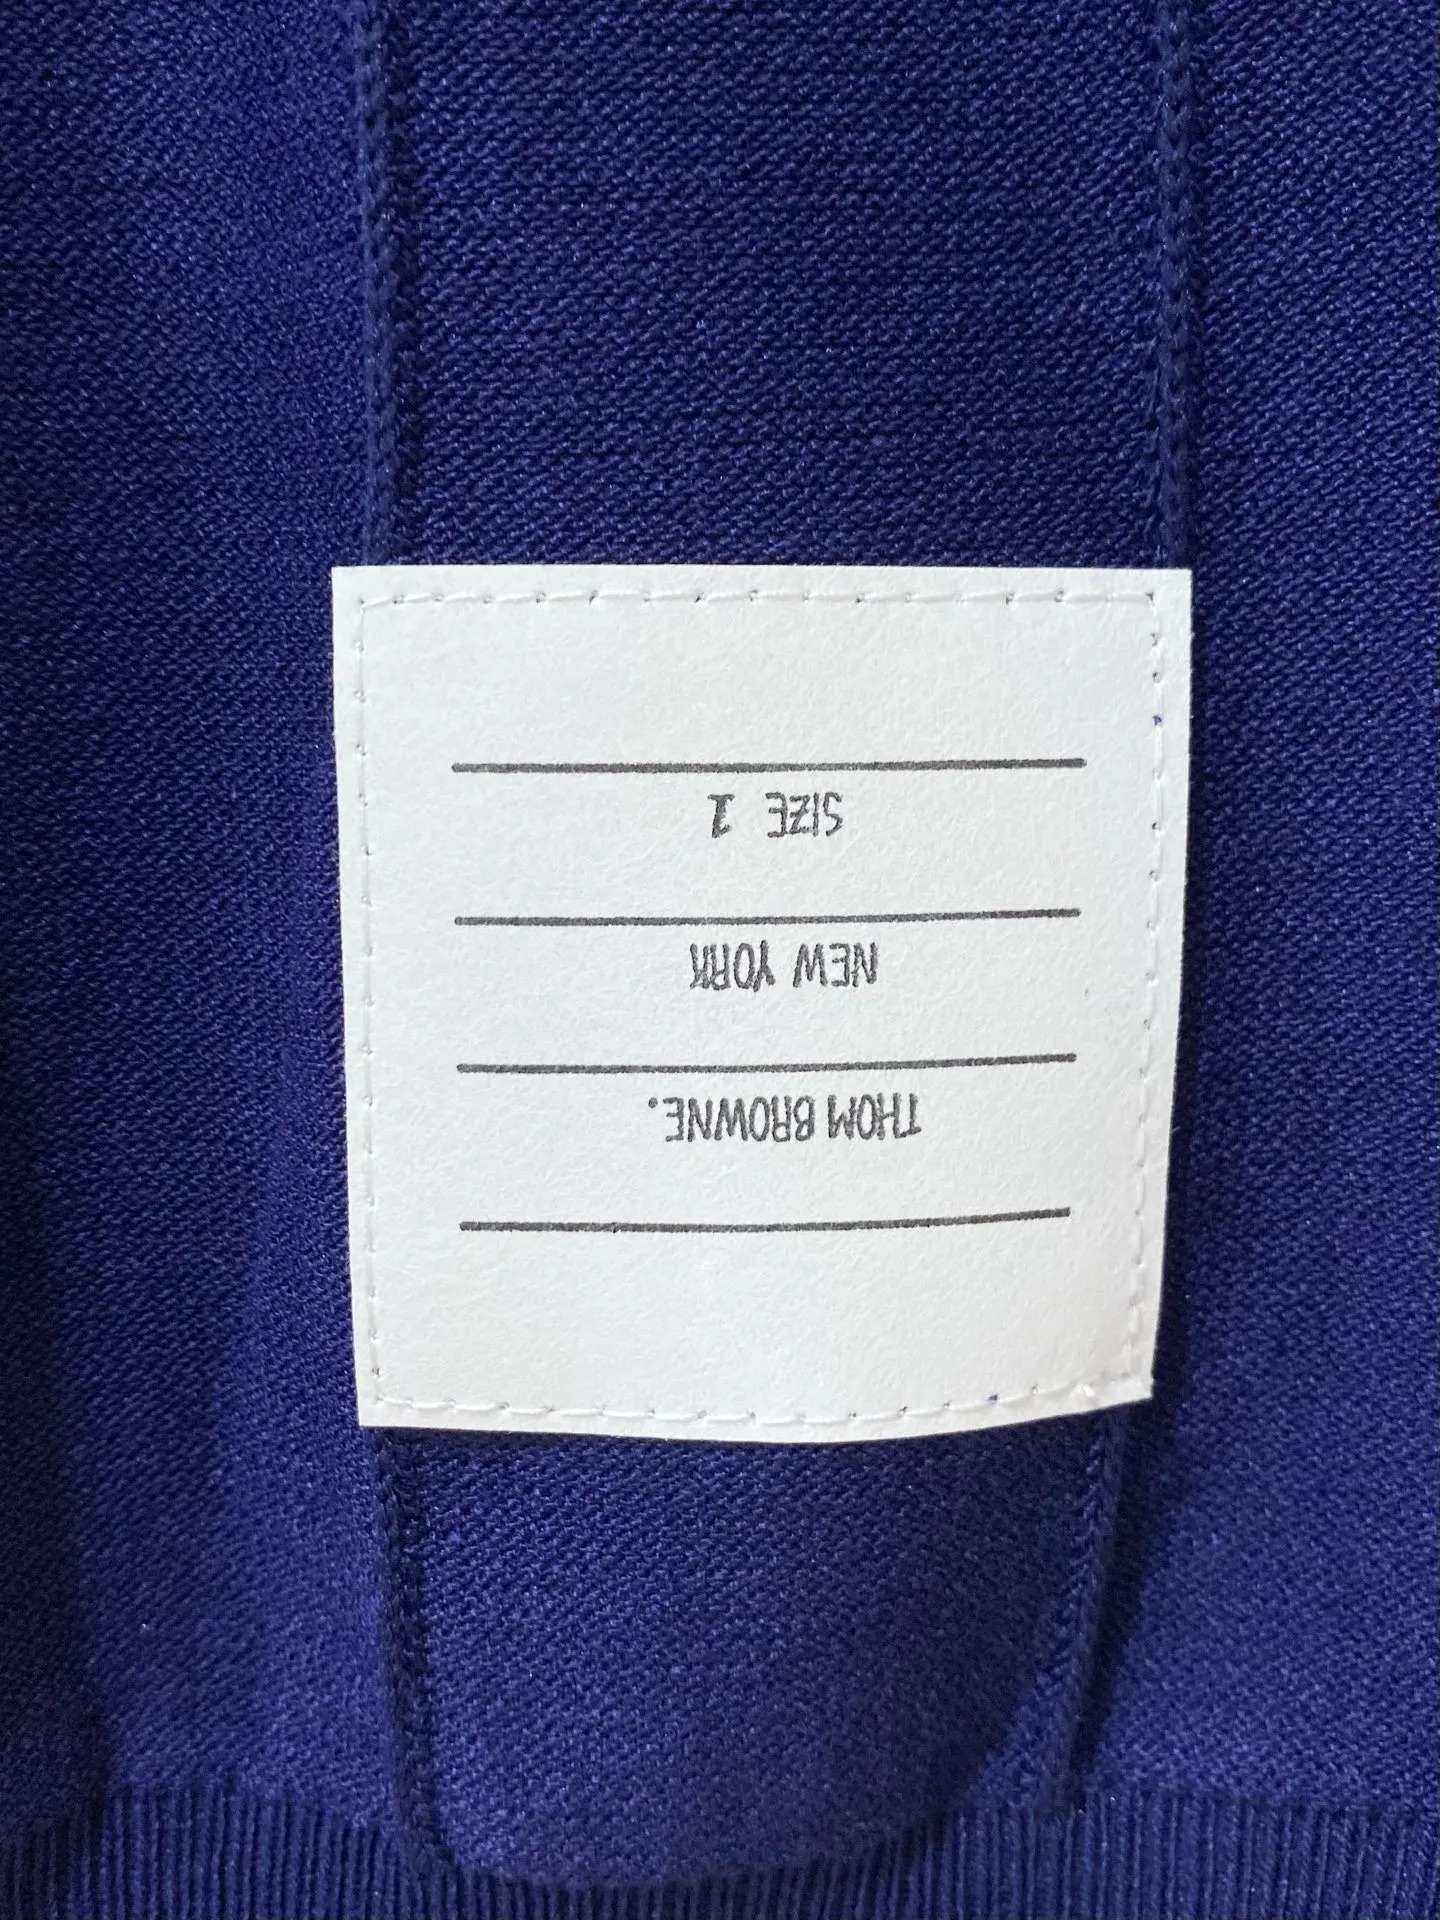 THOM BROWNE.
NEW YORK
SIZE 1